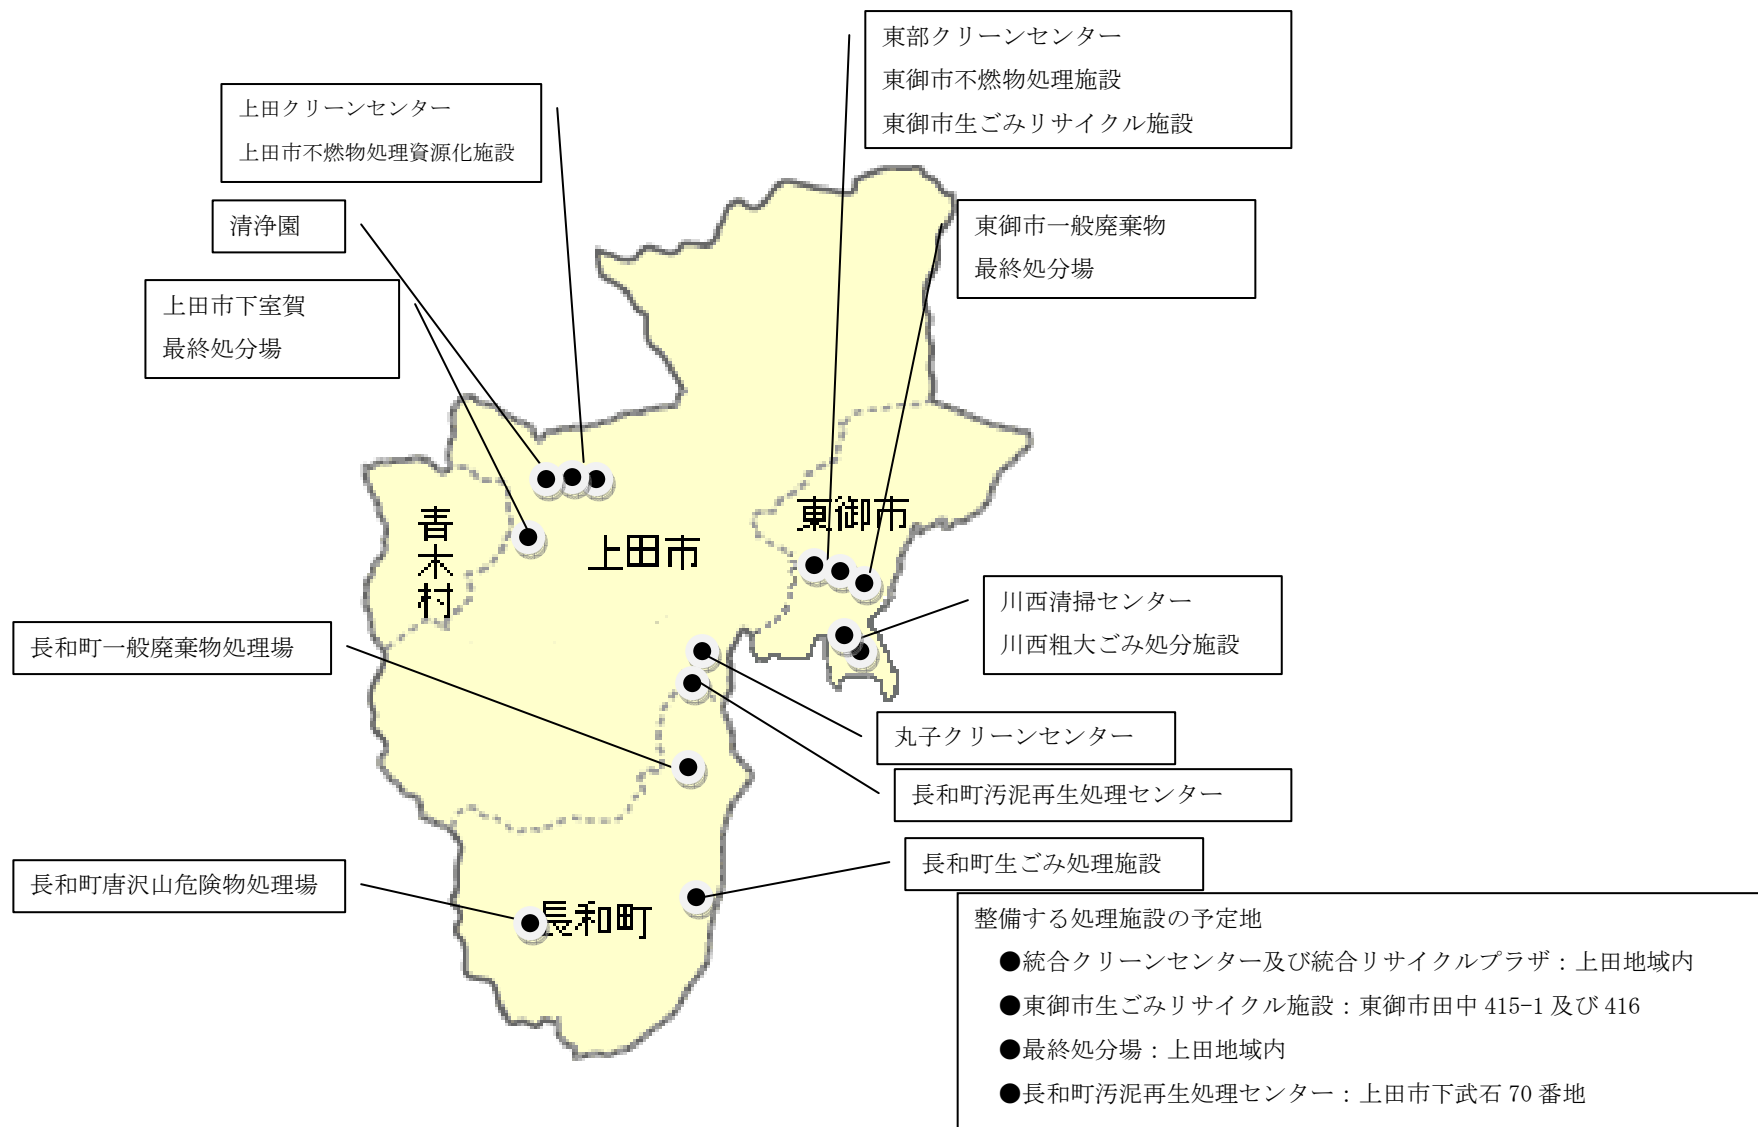 東部クリーンセンター
東御市不燃物処理施設
東御市生ごみリサイクル施設
上田クリーンセンター
上田市不燃物処理資源化施設
清浄園
東御市一般廃棄物
最終処分場
上田市下室賀
最終処分場
青木村
東御市
上田市
川西清掃センター
川西粗大ごみ処分施設
長和町一般廃棄物処理場
丸子クリーンセンター
長和町汚泥再生処理センター
長和町生ごみ処理施設
長和町唐沢山危険物処理場
長和町
整備する処理施設の予定地
●統合クリーンセンター及び統合リサイクルプラザ：上田地域内
●東御市生ごみリサイクル施設：東御市田中 415-1 及び 416
●最終処分場：上田地域内
●長和町汚泥再生処理センター：上田市下武石 70 番地